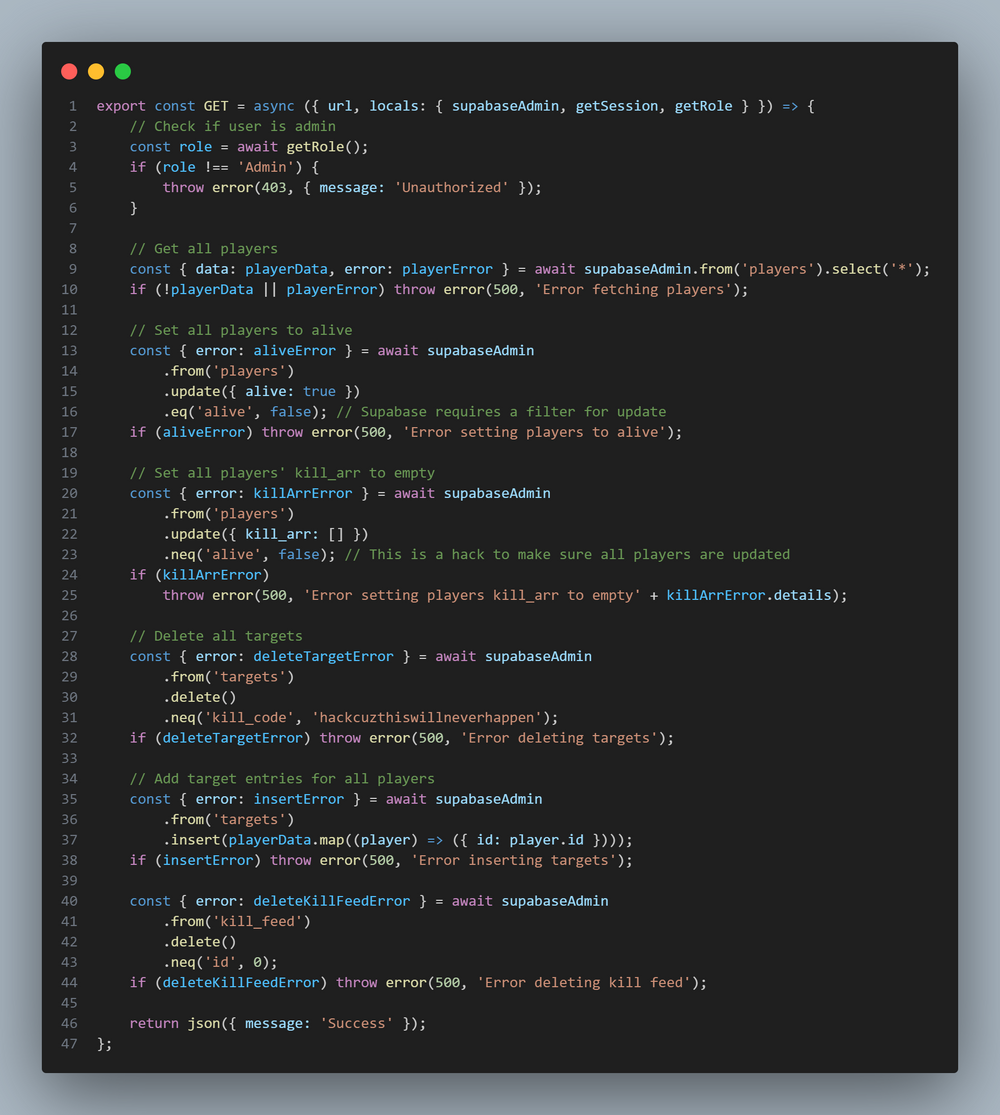 1 export const GET = async ({ url, locals: { supabaseAdmin, getSession, getRole } }) => {
2     // Check if user is admin
3     const role = await getRole();
4     if (role !== 'Admin') {
5         throw error(403, { message: 'Unauthorized' });
6     }
7
8     // Get all players
9     const { data: playerData, error: playerError } = await supabaseAdmin.from('players').select('*');
10     if (!playerData || playerError) throw error(500, 'Error fetching players');
11
12     // Set all players to alive
13     const { error: aliveError } = await supabaseAdmin
14         .from('players')
15         .update({ alive: true })
16         .eq('alive', false); // Supabase requires a filter for update
17     if (aliveError) throw error(500, 'Error setting players to alive');
18
19     // Set all players' kill_arr to empty
20     const { error: killArrError } = await supabaseAdmin
21         .from('players')
22         .update({ kill_arr: [] })
23         .neq('alive', false); // This is a hack to make sure all players are updated
24     if (killArrError)
25         throw error(500, 'Error setting players kill_arr to empty' + killArrError.details);
26
27     // Delete all targets
28     const { error: deleteTargetError } = await supabaseAdmin
29         .from('targets')
30         .delete()
31         .neq('kill_code', 'hackcuzthiswillneverhappen');
32     if (deleteTargetError) throw error(500, 'Error deleting targets');
33
34     // Add target entries for all players
35     const { error: insertError } = await supabaseAdmin
36         .from('targets')
37         .insert(playerData.map((player) => ({ id: player.id })));
38     if (insertError) throw error(500, 'Error inserting targets');
39
40     const { error: deleteKillFeedError } = await supabaseAdmin
41         .from('kill_feed')
42         .delete()
43         .neq('id', 0);
44     if (deleteKillFeedError) throw error(500, 'Error deleting kill feed');
45
46     return json({ message: 'Success' });
47 };